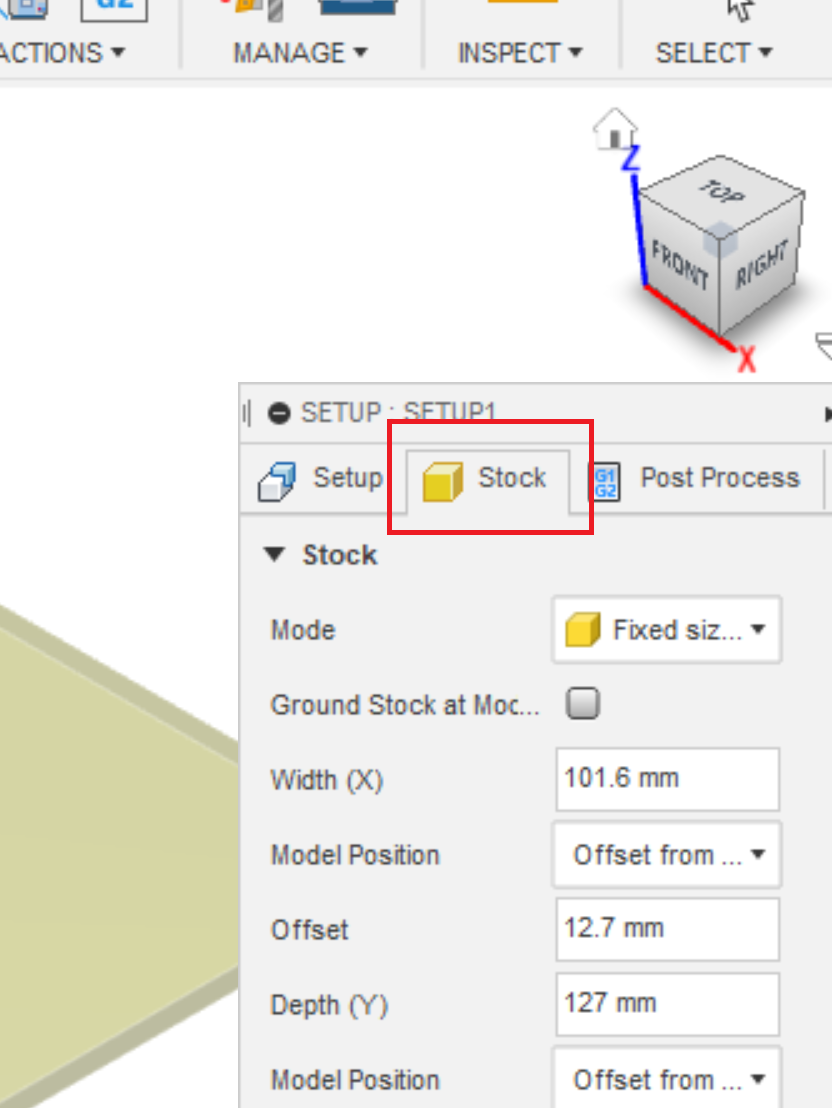 G2
ACTIONS MANAGE INSPECT SELECT
Z
TOP
FRONT RIGHT
X
SETUP : SETUP1
Setup Stock G1 G2 Post Process
Stock
Mode Fixed siz...
Ground Stock at Moc...
Width (X) 101.6 mm
Model Position Offset from ...
Offset 12.7 mm
Depth (Y) 127 mm
Model Position Offset from ...